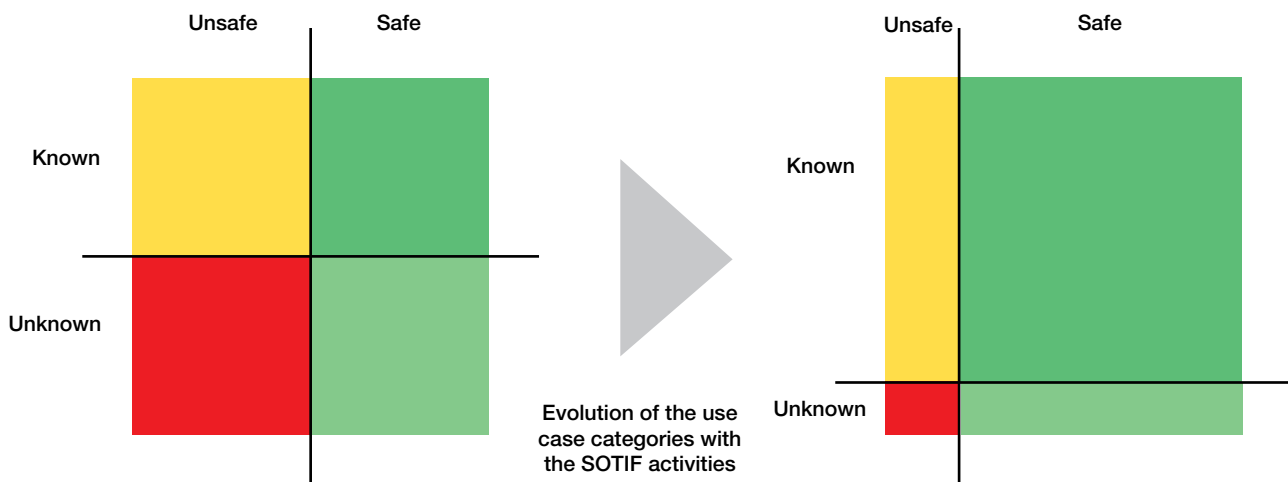 Unsafe
Safe
Known
Unknown
Evolution of the use
case categories with
the SOTIF activities
Unsafe
Safe
Known
Unknown